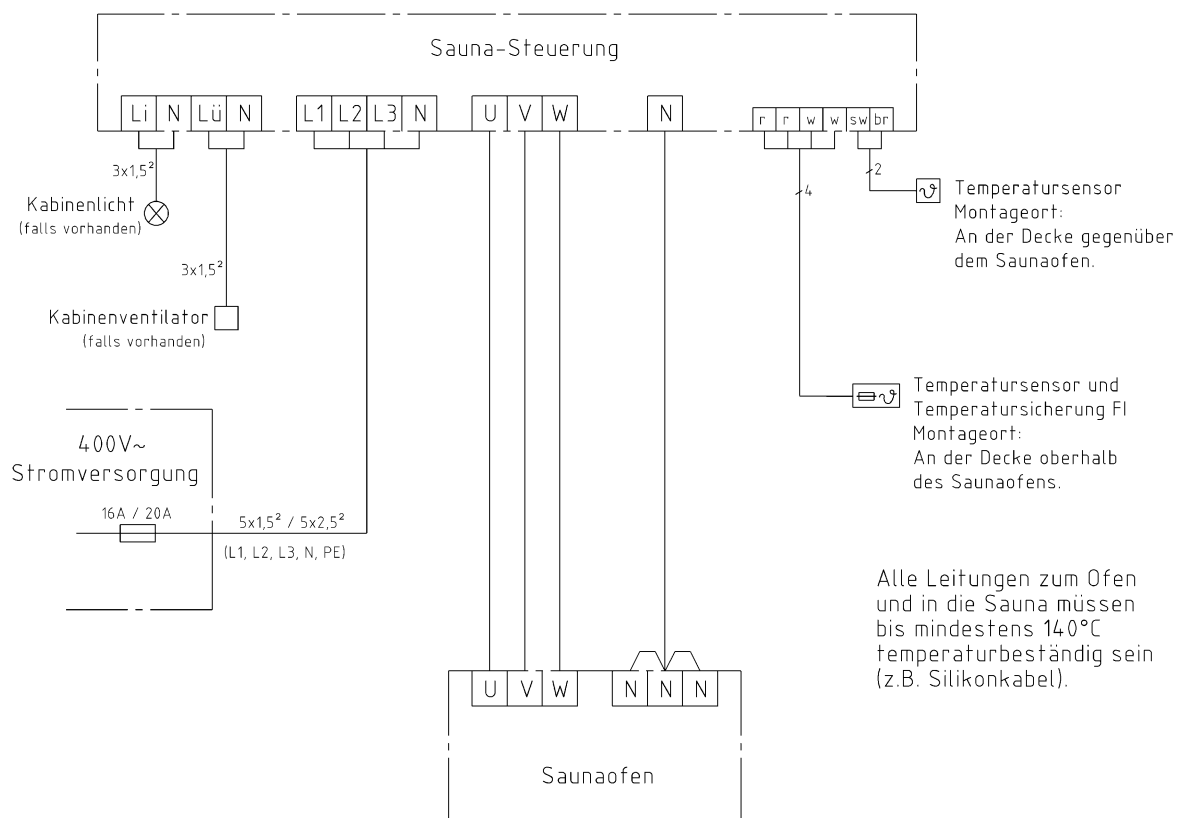 Sauna-Steuerung
Li N Lü N L1 L2 L3 N U V W N r r w w sw br
3x1,5²
Kabinenlicht
(falls vorhanden)
3x1,5²
Kabinenventilator
(falls vorhanden)
2
Temperatursensor
Montageort:
An der Decke gegenüber
dem Saunaofen.
4
Temperatursensor und
Temperatursicherung FI
Montageort:
An der Decke oberhalb
des Saunaofens.
400V~
Stromversorgung
16A / 20A
5x1,5² / 5x2,5²
(L1, L2, L3, N, PE)
Alle Leitungen zum Ofen
und in die Sauna müssen
bis mindestens 140°C
temperaturbeständig sein
(z.B. Silikonkabel).
U V W N N N
Saunaofen